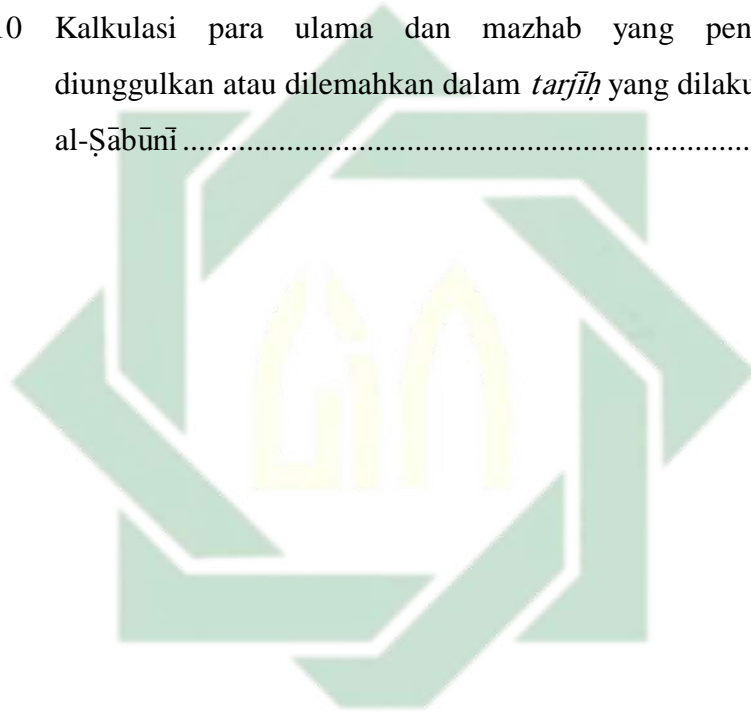 10 Kalkulasi para ulama dan mazhab yang pen
diunggulkan atau dilemahkan dalam tarjīḥ yang dilaku
al-Ṣābūnī ............................................................